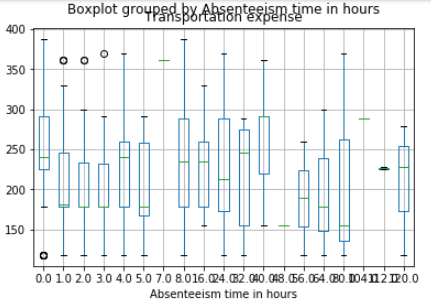 Boxplot grouped by Absenteeism time in hours
Transportation expense
400
350
300
250
200
150
0.0 1.0 2.0 3.0 4.0 5.0 7.0 8.0 16.0 24.0 32.0 40.0 48.0 56.0 64.0 80.0 104.0 112.0 120.0
Absenteeism time in hours